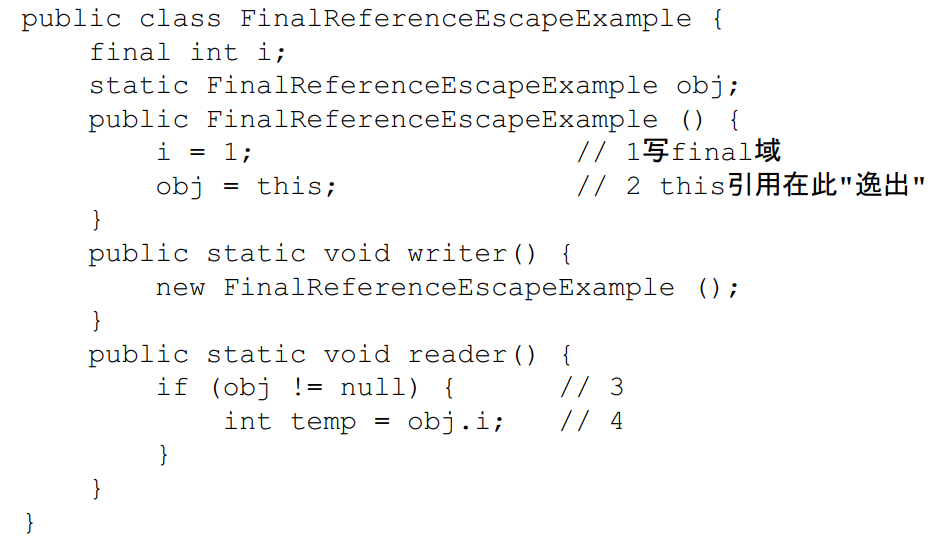 public class FinalReferenceEscapeExample {
    final int i;
    static FinalReferenceEscapeExample obj;
    public FinalReferenceEscapeExample () {
        i = 1;                   // 1写final域
        obj = this;              // 2 this引用在此"逸出"
    }
    public static void writer() {
        new FinalReferenceEscapeExample ();
    }
    public static void reader() {
        if (obj != null) {      // 3
            int temp = obj.i;   // 4
        }
    }
}